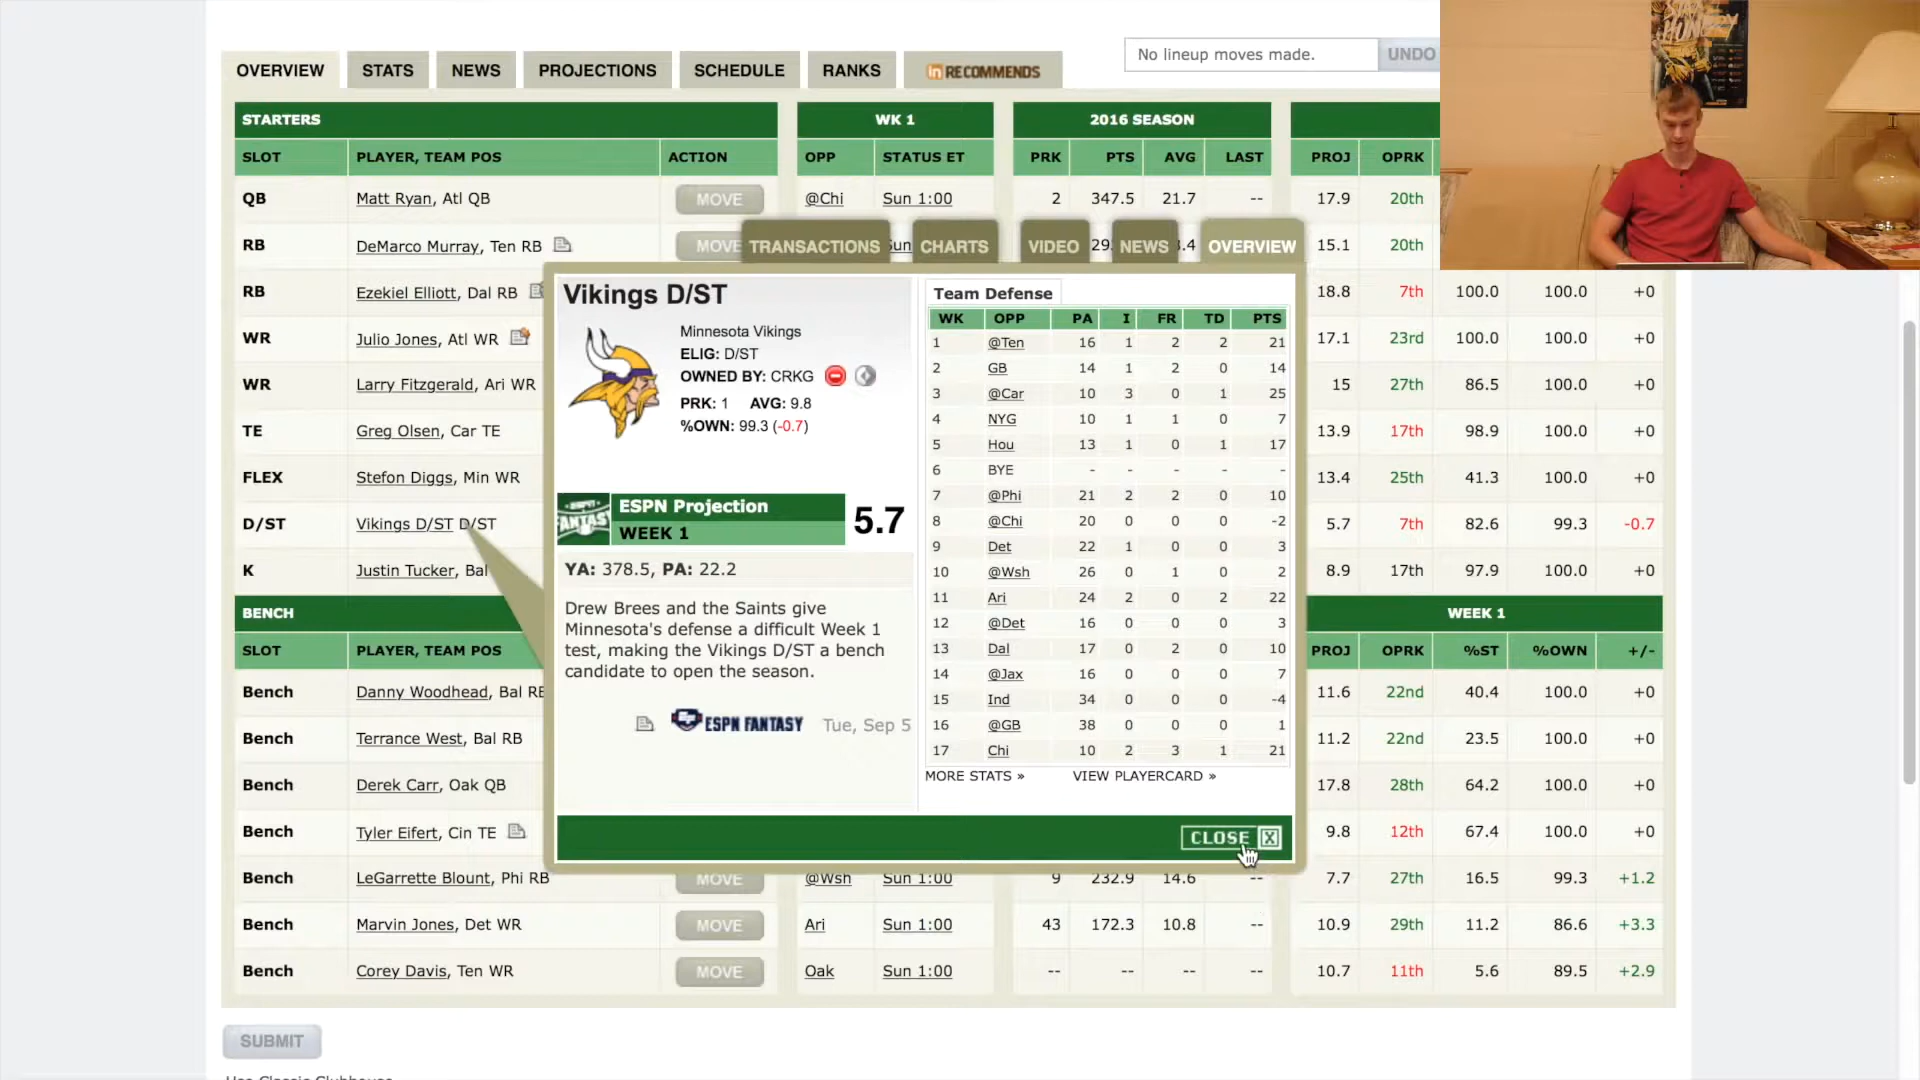 OVERVIEW STATS NEWS PROJECTIONS SCHEDULE RANKS in RECOMMENDS No lineup moves made. UNDO
STARTERS WK 1 2016 SEASON
SLOT PLAYER, TEAM POS ACTION OPP STATUS ET PRK PTS AVG LAST PROJ OPRK
QB Matt Ryan, Atl QB MOVE @Chi Sun 1:00 2 347.5 21.7 -- 17.9 20th
RB DeMarco Murray, Ten RB MOVE 15.1 20th
TRANSACTIONS CHARTS VIDEO NEWS OVERVIEW
RB Ezekiel Elliott, Dal RB 18.8 7th 100.0 100.0 +0
WR Julio Jones, Atl WR 17.1 23rd 100.0 100.0 +0
WR Larry Fitzgerald, Ari WR 15 27th 86.5 100.0 +0
TE Greg Olsen, Car TE 13.9 17th 98.9 100.0 +0
FLEX Stefon Diggs, Min WR 13.4 25th 41.3 100.0 +0
D/ST Vikings D/ST D/ST 5.7 7th 82.6 99.3 -0.7
K Justin Tucker, Bal 8.9 17th 97.9 100.0 +0
Vikings D/ST
Minnesota Vikings
ELIG: D/ST
OWNED BY: CRKG
PRK: 1 AVG: 9.8
%OWN: 99.3 (-0.7)
ESPN Projection
WEEK 1
5.7
YA: 378.5, PA: 22.2
Drew Brees and the Saints give
Minnesota's defense a difficult Week 1
test, making the Vikings D/ST a bench
candidate to open the season.
ESPN FANTASY Tue, Sep 5
Team Defense
WK OPP PA I FR TD PTS
1 @Ten 16 1 2 2 21
2 GB 14 1 2 0 14
3 @Car 10 3 0 1 25
4 NYG 10 1 1 0 7
5 Hou 13 1 0 1 17
6 BYE - - - - -
7 @Phi 21 2 2 0 10
8 @Chi 20 0 0 0 -2
9 Det 22 1 0 0 3
10 @Wsh 26 0 1 0 2
11 Ari 24 2 0 2 22
12 @Det 16 0 0 0 3
13 Dal 17 0 2 0 10
14 @Jax 16 0 0 0 7
15 Ind 34 0 0 0 -4
16 @GB 38 0 0 0 1
17 Chi 10 2 3 1 21
MORE STATS » VIEW PLAYERCARD »
CLOSE X
BENCH WEEK 1
SLOT PLAYER, TEAM POS PROJ OPRK %ST %OWN +/-
Bench Danny Woodhead, Bal RB 11.6 22nd 40.4 100.0 +0
Bench Terrance West, Bal RB 11.2 22nd 23.5 100.0 +0
Bench Derek Carr, Oak QB 17.8 28th 64.2 100.0 +0
Bench Tyler Eifert, Cin TE 9.8 12th 67.4 100.0 +0
Bench LeGarrette Blount, Phi RB MOVE @Wsh Sun 1:00 9 232.9 14.6 -- 7.7 27th 16.5 99.3 +1.2
Bench Marvin Jones, Det WR MOVE Ari Sun 1:00 43 172.3 10.8 -- 10.9 29th 11.2 86.6 +3.3
Bench Corey Davis, Ten WR MOVE Oak Sun 1:00 -- -- -- -- 10.7 11th 5.6 89.5 +2.9
SUBMIT
Use Classic Clubhouse